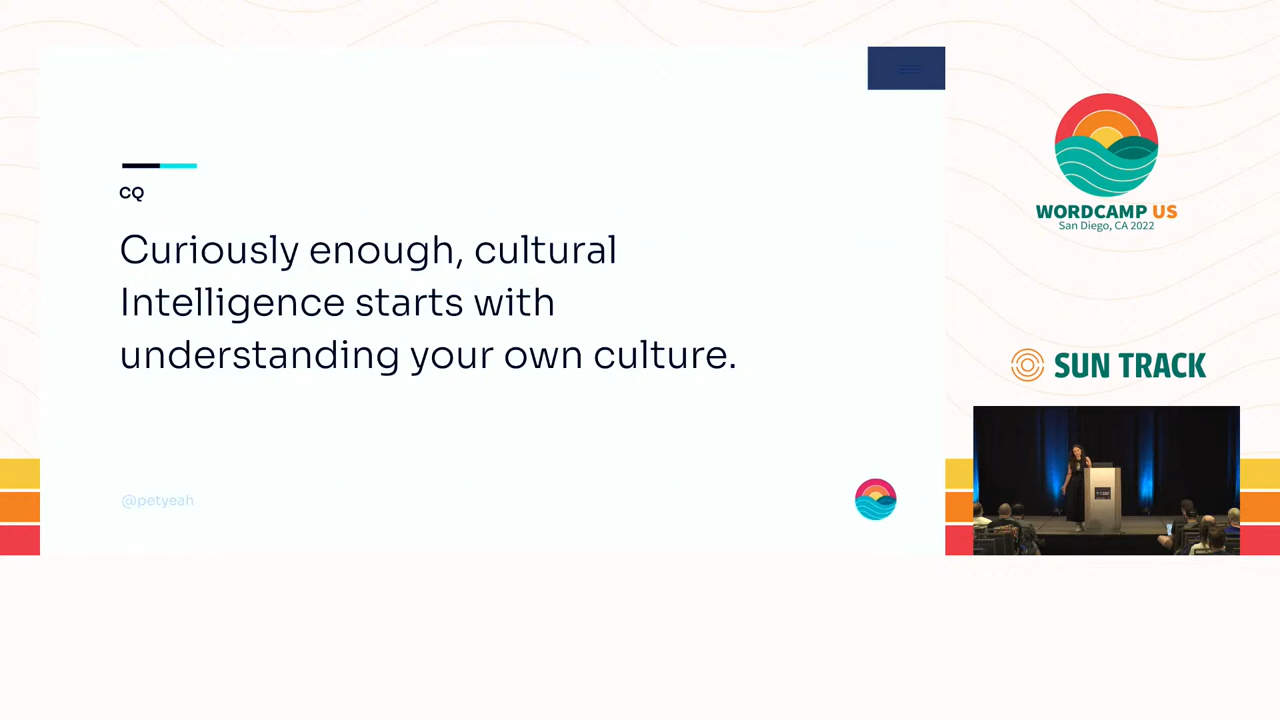 CQ
Curiously enough, cultural
Intelligence starts with
understanding your own culture.
@petyeah
WORDCAMP US
San Diego, CA 2022
SUN TRACK